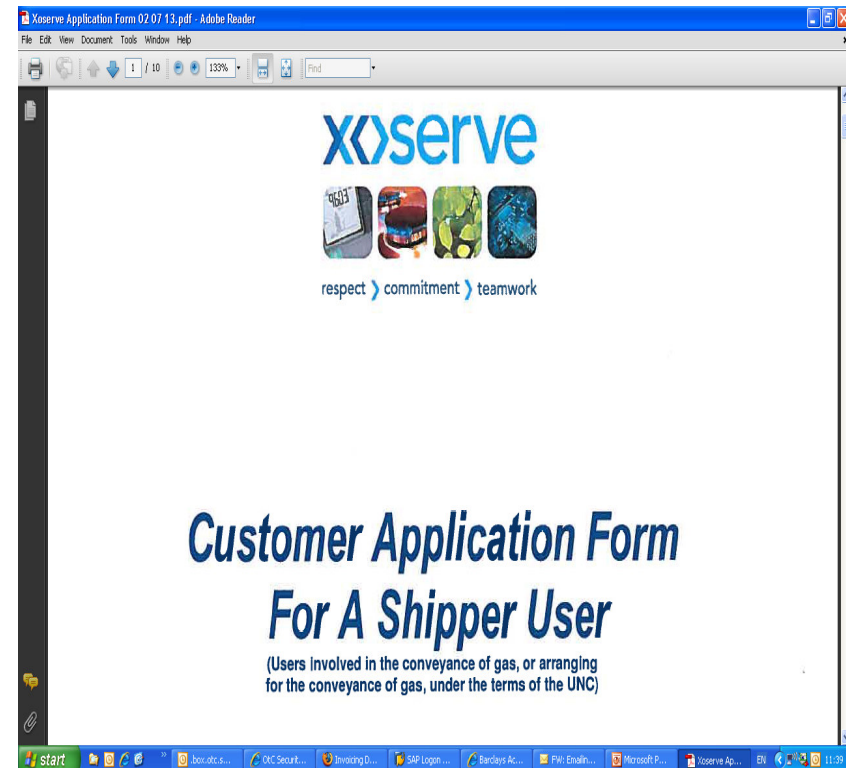 Xoserve Application Form 02 07 13.pdf - Adobe Reader
File Edit View Document Tools Window Help
1 / 10 133% Find
xoserve
9603
respect > commitment > teamwork
Customer Application Form
For A Shipper User
(Users involved in the conveyance of gas, or arranging
for the conveyance of gas, under the terms of the UNC)
start .box.otc.s... OtC Securit... Invoicing D... SAP Logon ... Barclays Ac... FW: Emailin... Microsoft P... Xoserve Ap... EN 11:39